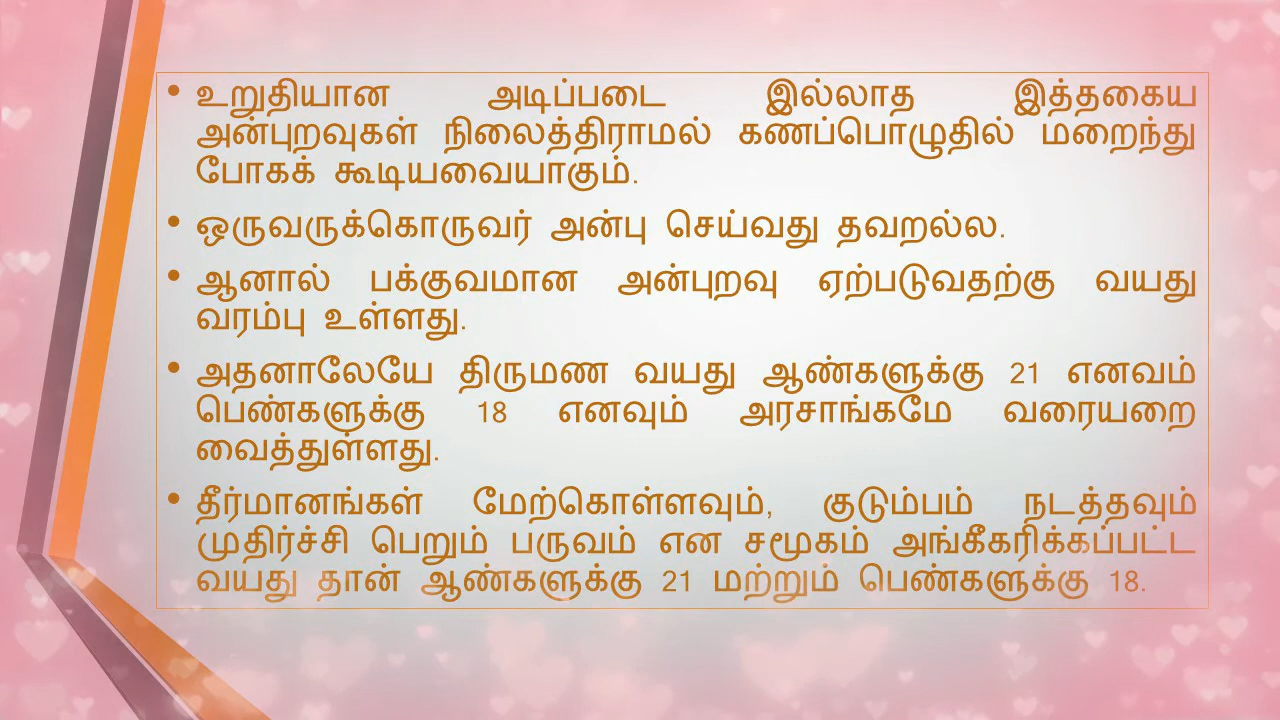 • உறுதியான அடிப்படை இல்லாத இத்தகைய
அன்புறவுகள் நிலைத்திராமல் கணப்பொழுதில் மறைந்து
போகக் கூடியவையாகும்.
• ஒருவருக்கொருவர் அன்பு செய்வது தவறல்ல.
• ஆனால் பக்குவமான அன்புறவு ஏற்படுவதற்கு வயது
வரம்பு உள்ளது.
• அதனாலேயே திருமண வயது ஆண்களுக்கு 21 எனவம்
பெண்களுக்கு 18 எனவும் அரசாங்கமே வரையறை
வைத்துள்ளது.
• தீர்மானங்கள் மேற்கொள்ளவும், குடும்பம் நடத்தவும்
முதிர்ச்சி பெறும் பருவம் என சமூகம் அங்கீகரிக்கப்பட்ட
வயது தான் ஆண்களுக்கு 21 மற்றும் பெண்களுக்கு 18.